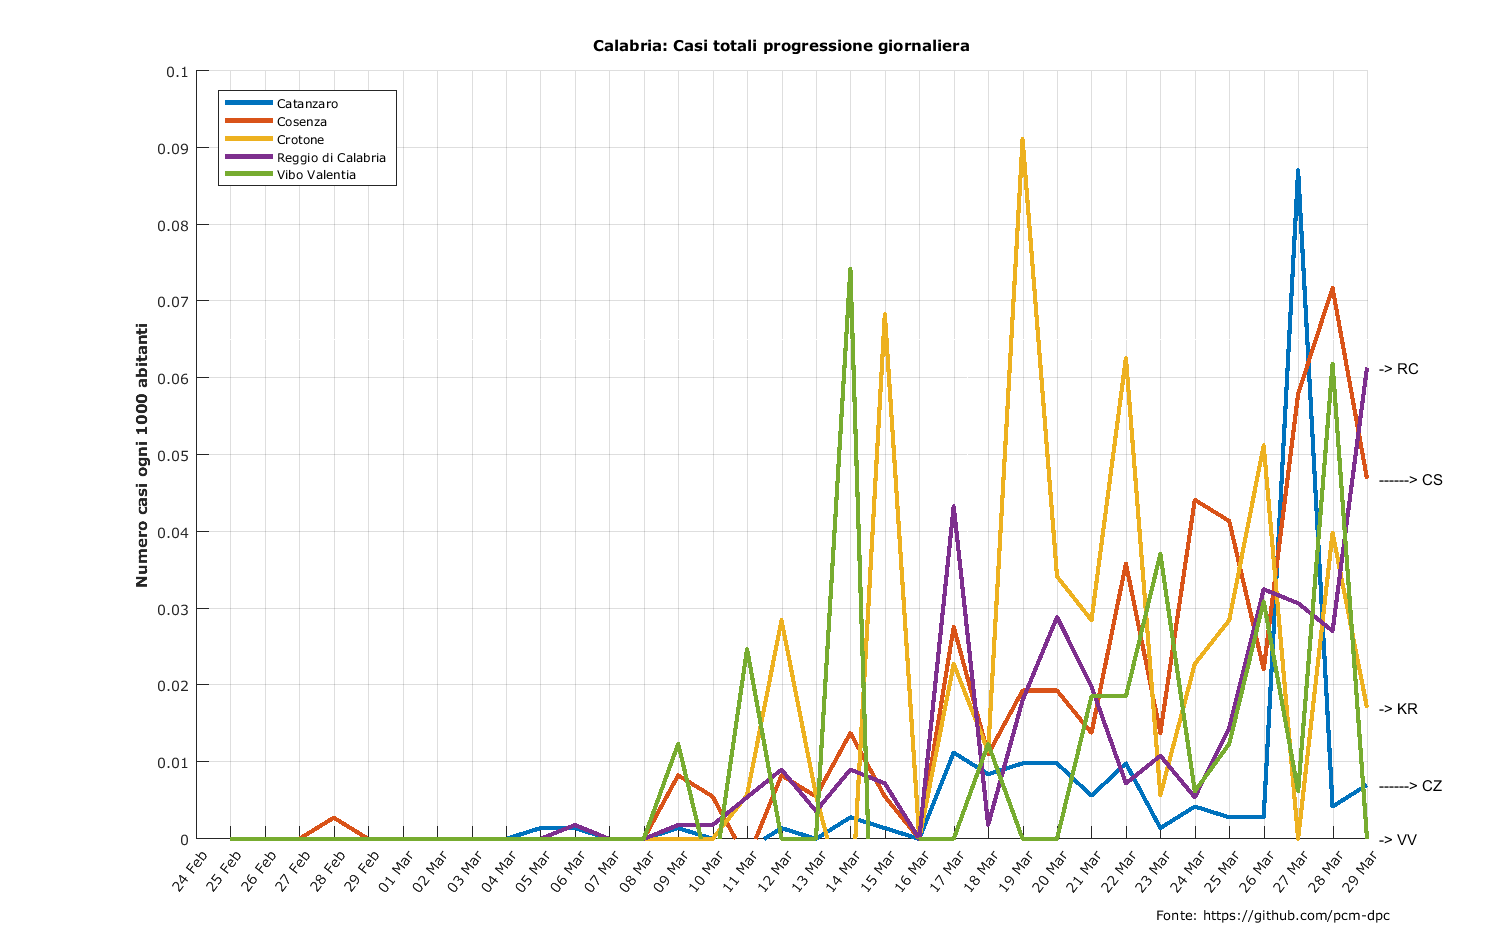 Calabria: Casi totali progressione giornaliera
Numero casi ogni 1000 abitanti
0.1
0.09
0.08
0.07
0.06
0.05
0.04
0.03
0.02
0.01
0
Catanzaro
Cosenza
Crotone
Reggio di Calabria
Vibo Valentia
-> RC
------> CS
-> KR
------> CZ
-> VV
24 Feb
25 Feb
26 Feb
27 Feb
28 Feb
29 Feb
01 Mar
02 Mar
03 Mar
04 Mar
05 Mar
06 Mar
07 Mar
08 Mar
09 Mar
10 Mar
11 Mar
12 Mar
13 Mar
14 Mar
15 Mar
16 Mar
17 Mar
18 Mar
19 Mar
20 Mar
21 Mar
22 Mar
23 Mar
24 Mar
25 Mar
26 Mar
27 Mar
28 Mar
29 Mar
Fonte: https://github.com/pcm-dpc